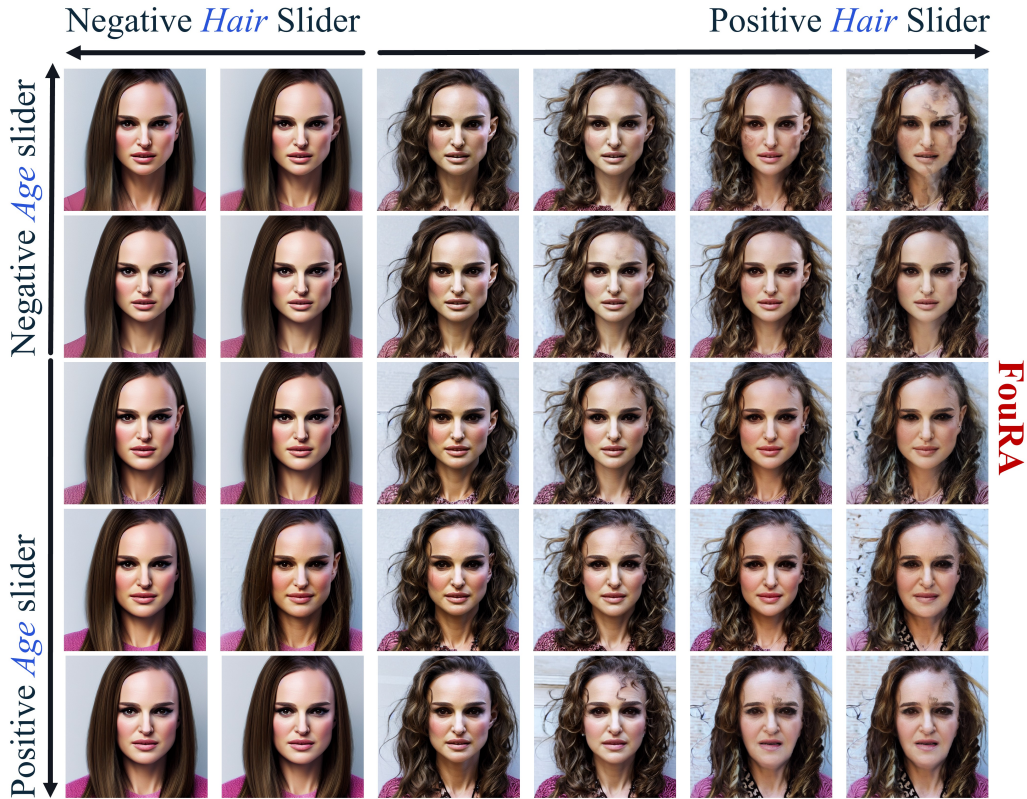 Negative Hair Slider
Positive Hair Slider
Negative Age slider
Positive Age slider
FouRA